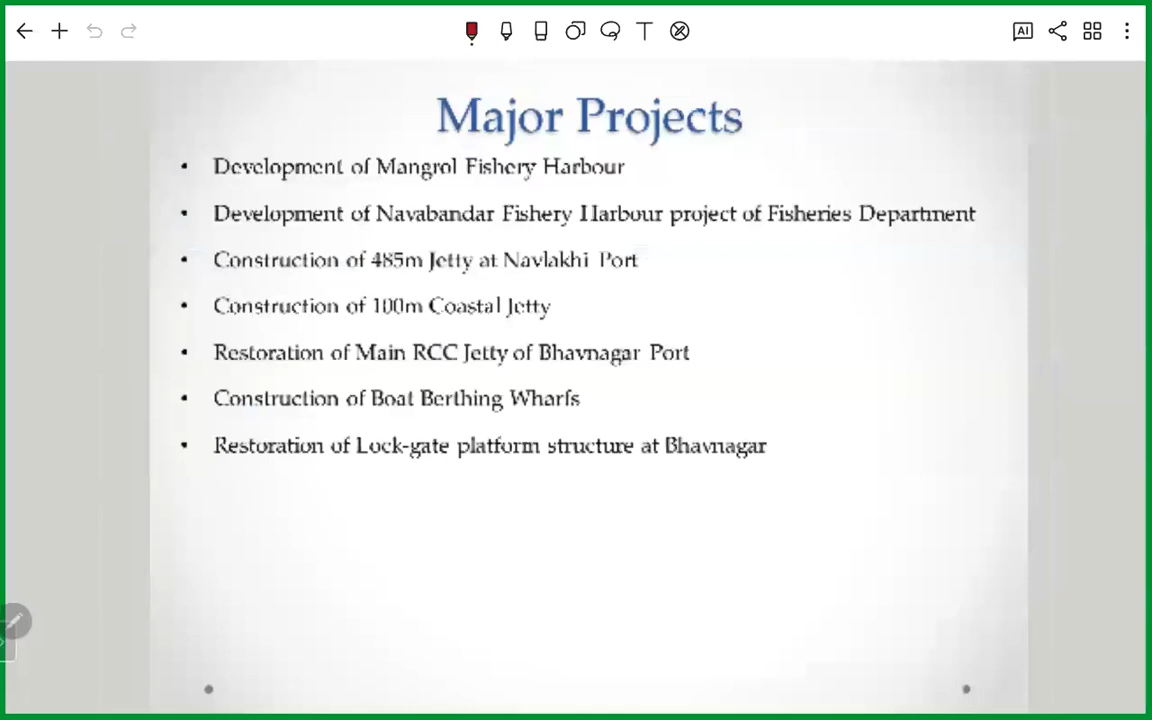 AI
T
Major Projects
• Development of Mangrol Fishery Harbour
• Development of Navabandar Fishery Harbour project of Fisheries Department
• Construction of 485m Jetty at Navlakhi Port
• Construction of 100m Coastal Jetty
• Restoration of Main RCC Jetty of Bhavnagar Port
• Construction of Boat Berthing Wharfs
• Restoration of Lock-gate platform structure at Bhavnagar